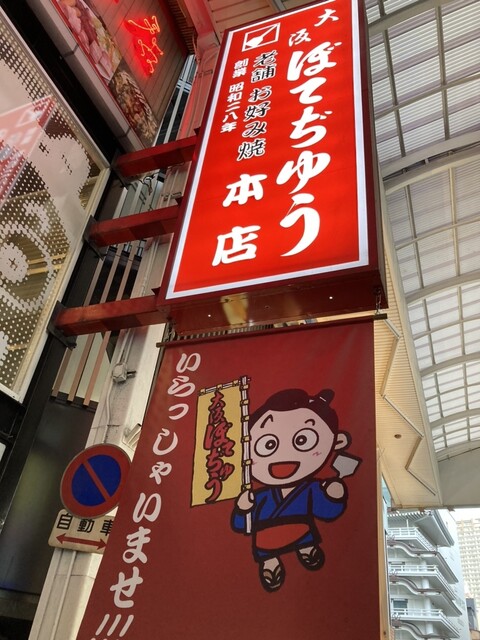 大阪
ぼてぢゅう
老舗 お好み焼
創業 昭和二八年
本店
いらっしゃいませ!!!
大阪ぼてぢゅう
自動車